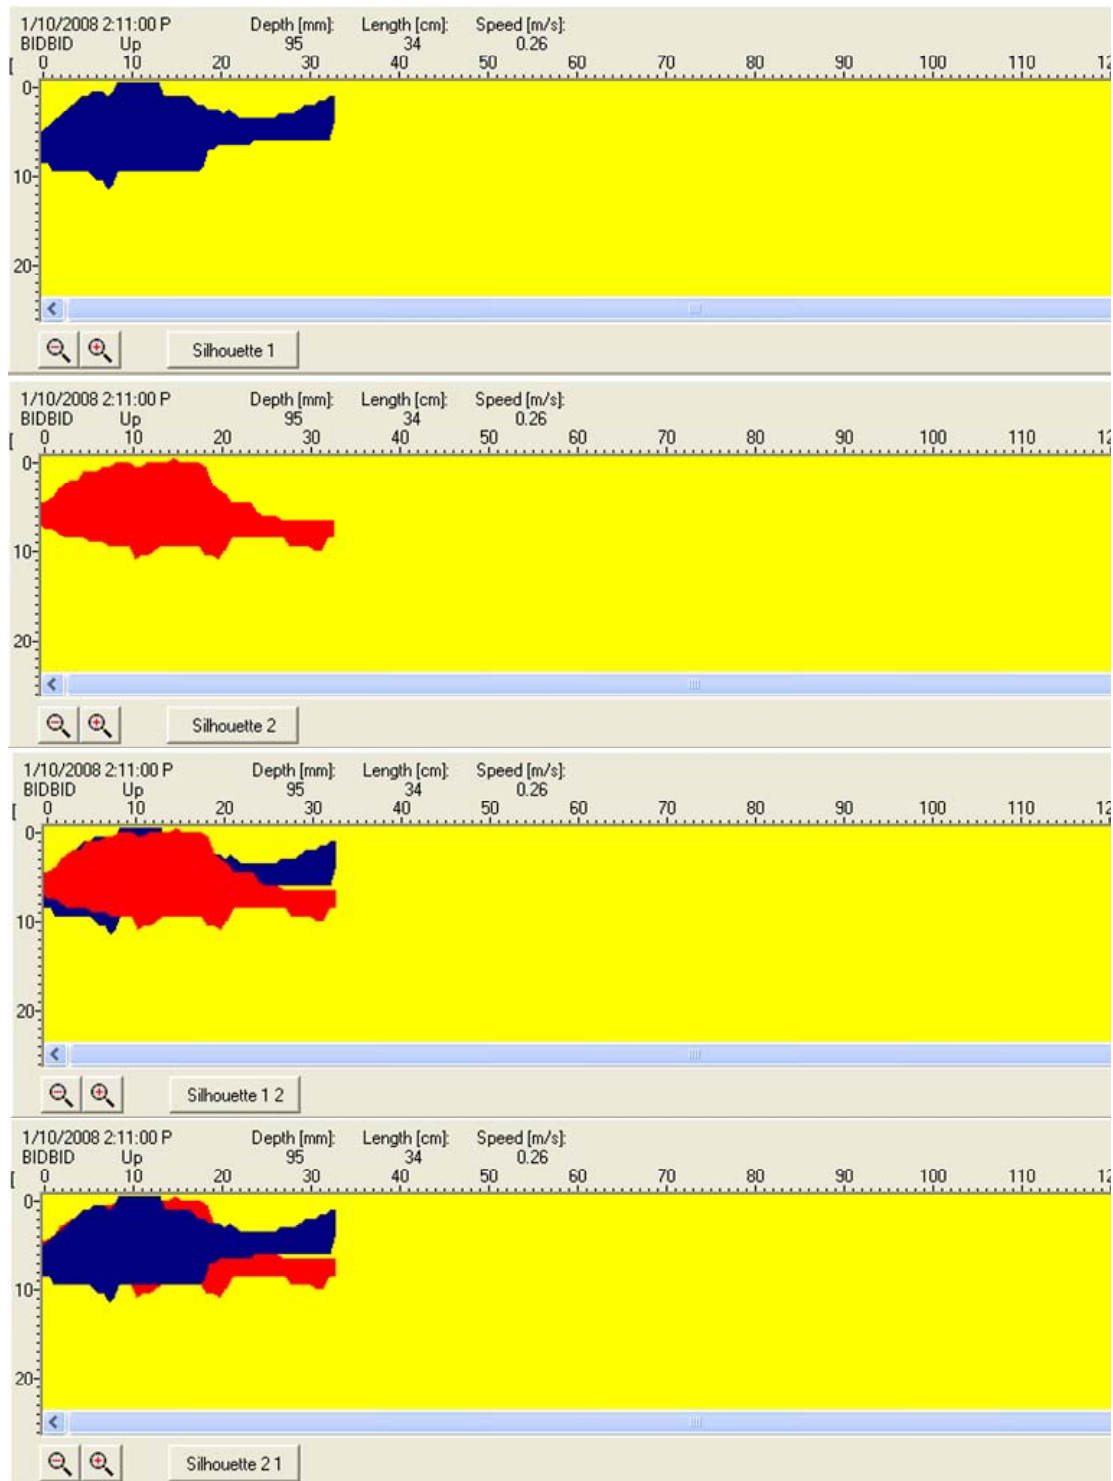 1/10/2008 2:11:00 P Depth [mm]: Length [cm]: Speed [m/s]:
BIDBID Up 95 34 0.26
[ 0 10 20 30 40 50 60 70 80 90 100 110 12
0
10
20
Silhouette 1
1/10/2008 2:11:00 P Depth [mm]: Length [cm]: Speed [m/s]:
BIDBID Up 95 34 0.26
[ 0 10 20 30 40 50 60 70 80 90 100 110 12
0
10
20
Silhouette 2
1/10/2008 2:11:00 P Depth [mm]: Length [cm]: Speed [m/s]:
BIDBID Up 95 34 0.26
[ 0 10 20 30 40 50 60 70 80 90 100 110 12
0
10
20
Silhouette 1 2
1/10/2008 2:11:00 P Depth [mm]: Length [cm]: Speed [m/s]:
BIDBID Up 95 34 0.26
[ 0 10 20 30 40 50 60 70 80 90 100 110 12
0
10
20
Silhouette 2 1